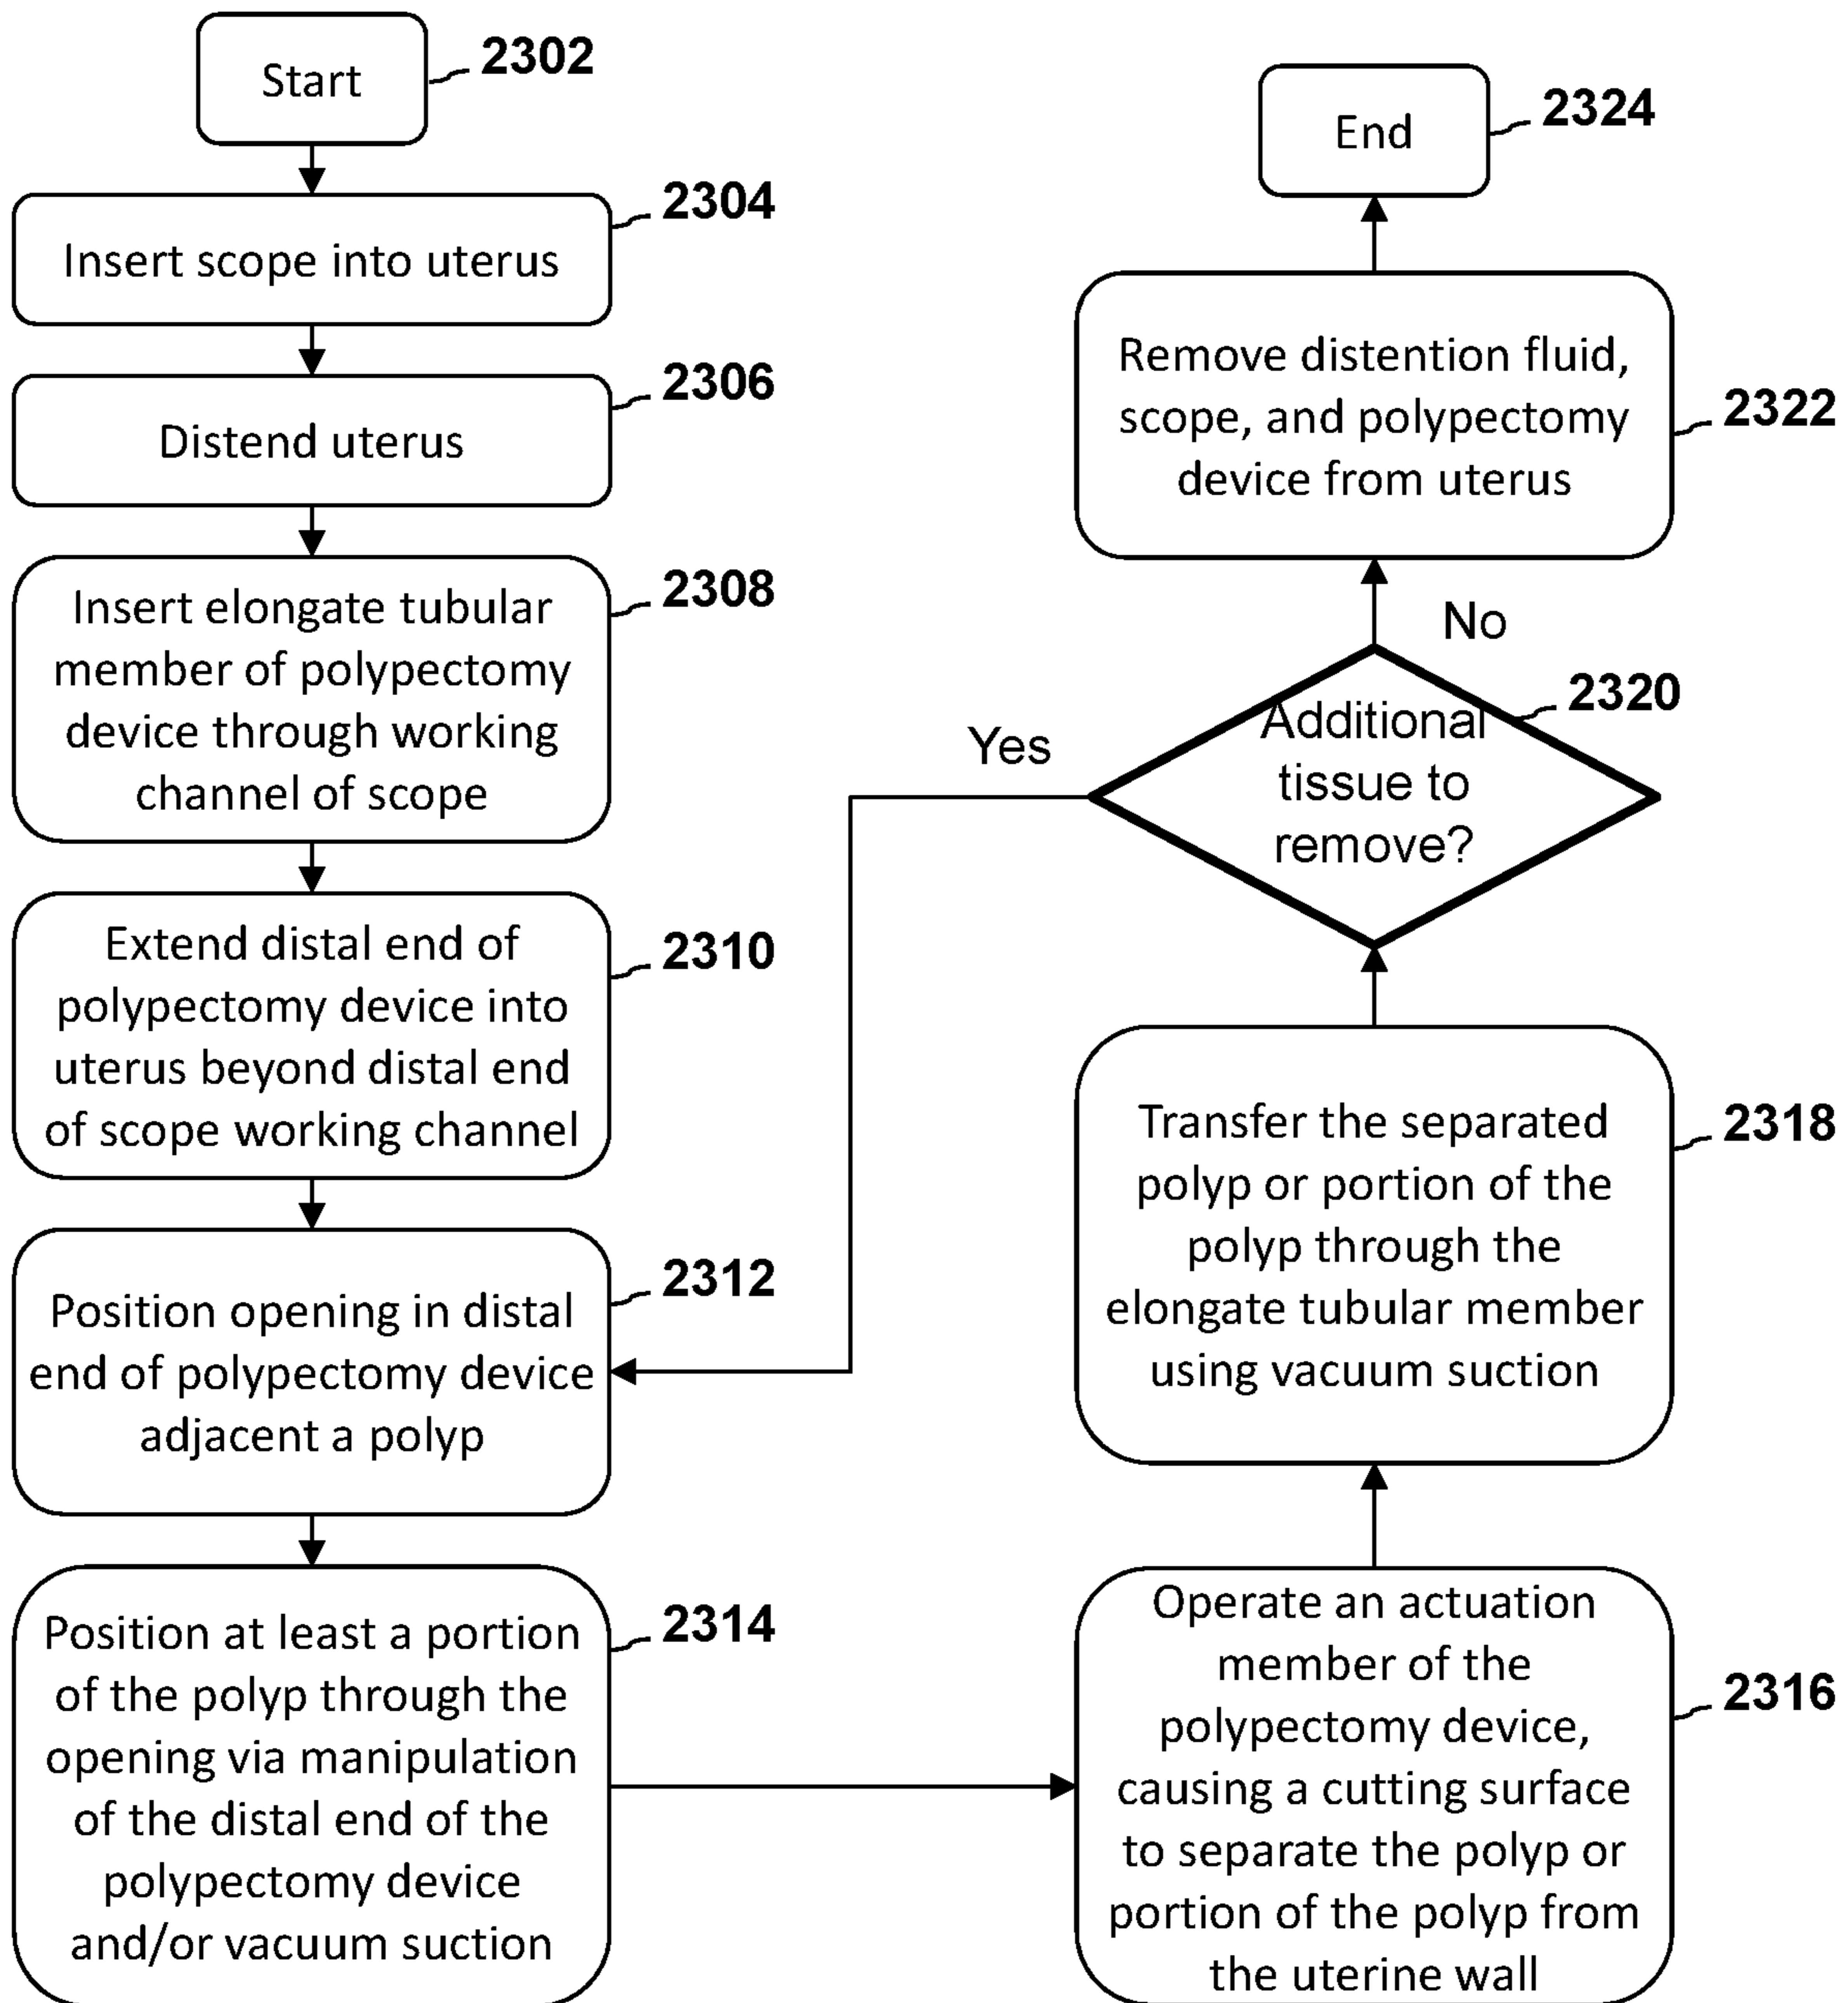 Start
2302
Insert scope into uterus
2304
Distend uterus
2306
Insert elongate tubular
member of polypectomy
device through working
channel of scope
2308
Extend distal end of
polypectomy device into
uterus beyond distal end
of scope working channel
2310
Position opening in distal
end of polypectomy device
adjacent a polyp
2312
Position at least a portion
of the polyp through the
opening via manipulation
of the distal end of the
polypectomy device
and/or vacuum suction
2314
Operate an actuation
member of the
polypectomy device,
causing a cutting surface
to separate the polyp or
portion of the polyp from
the uterine wall
2316
Transfer the separated
polyp or portion of the
polyp through the
elongate tubular member
using vacuum suction
2318
Additional
tissue to
remove?
2320
Yes
No
Remove distention fluid,
scope, and polypectomy
device from uterus
2322
End
2324